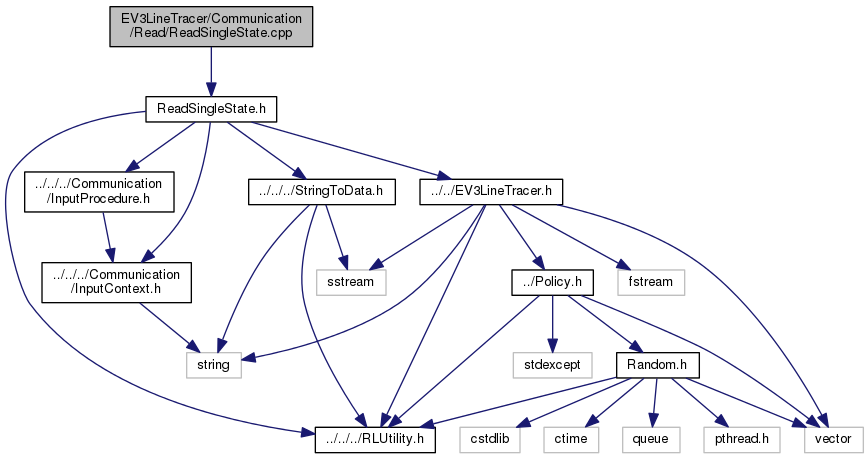 EV3LineTracer/Communication
/Read/ReadSingleState.cpp
ReadSingleState.h
../../../Communication
/InputProcedure.h
../../../StringToData.h
../../EV3LineTracer.h
../../../Communication
/InputContext.h
sstream
../Policy.h
fstream
string
stdexcept
Random.h
../../../RLUtility.h
cstdlib
ctime
queue
pthread.h
vector